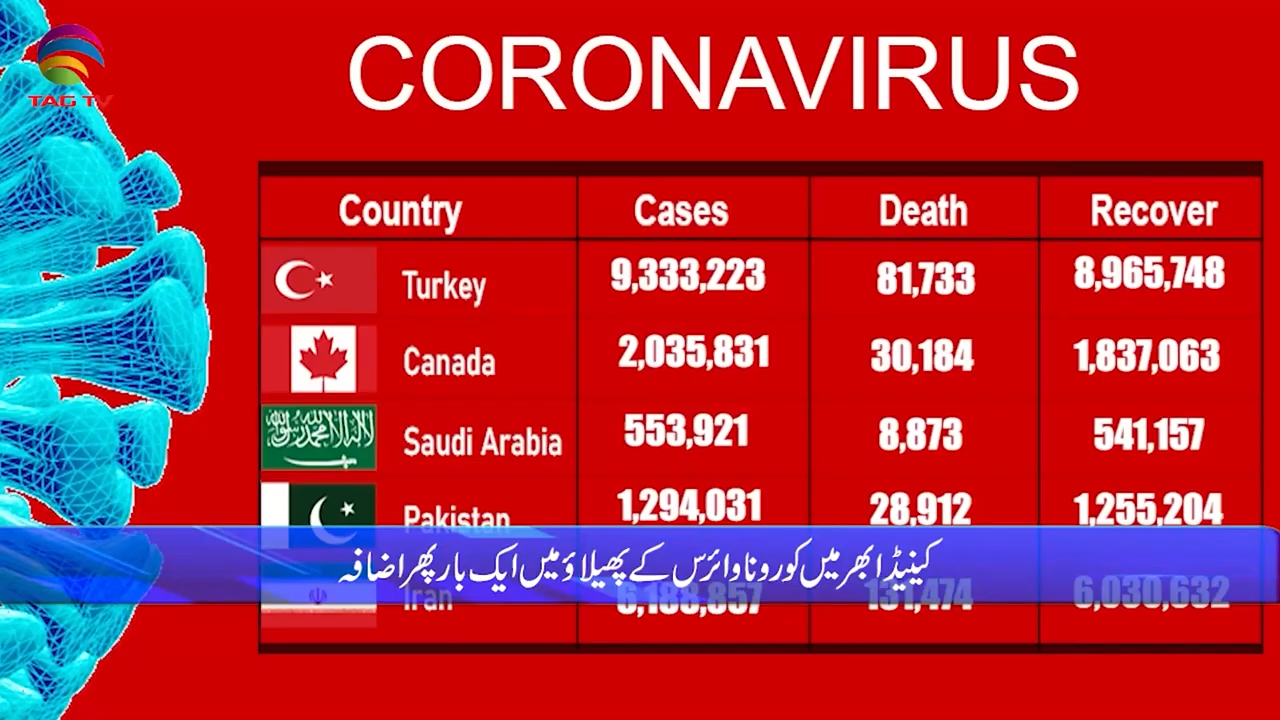 CORONAVIRUS
TAG TV
Country Cases Death Recover
Turkey 9,333,223 81,733 8,965,748
Canada 2,035,831 30,184 1,837,063
Saudi Arabia 553,921 8,873 541,157
Pakistan 1,294,031 28,912 1,255,204
کینیڈا بھر میں کورونا وائرس کے پھیلاؤ میں ایک بار پھر اضافہ
Iran 6,188,857 131,474 6,030,632